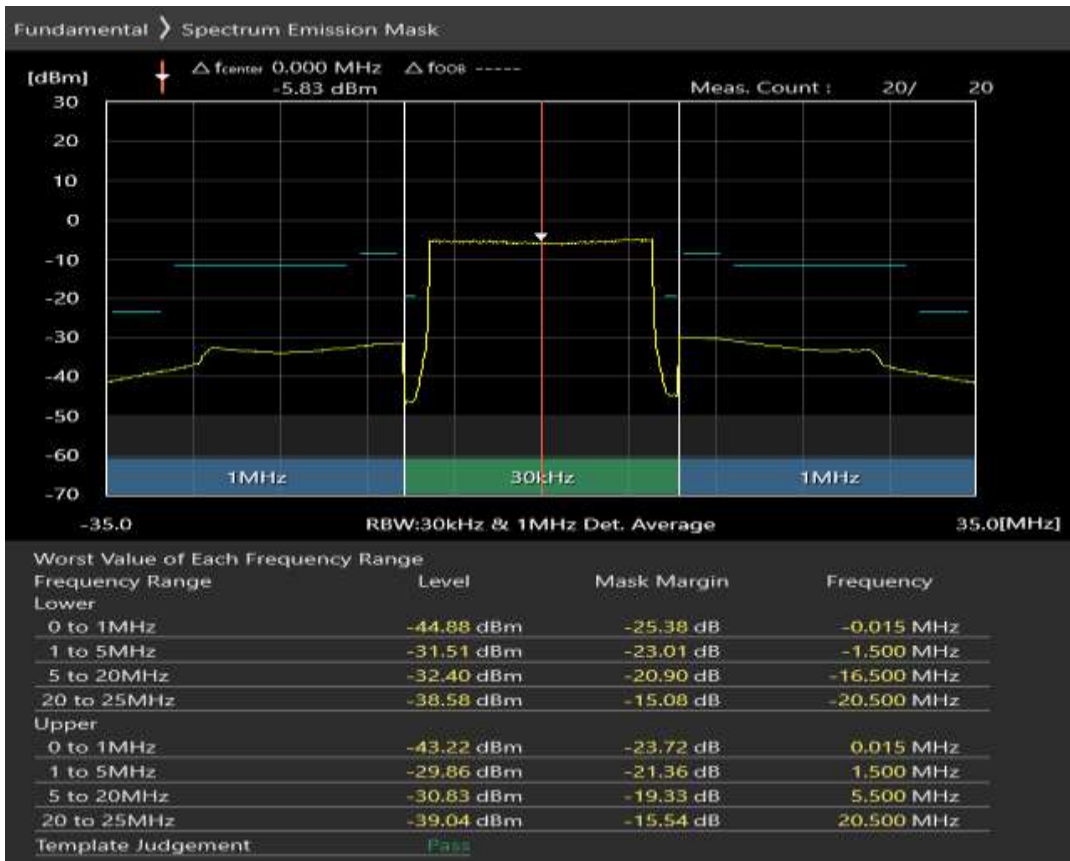 Fundamental ❭ Spectrum Emission Mask
[dBm] △ fcenter 0.000 MHz △ fOOB -----
-5.83 dBm Meas. Count : 20/ 20
30
20
10
0
-10
-20
-30
-40
-50
-60
1MHz 30kHz 1MHz
-70
-35.0 RBW:30kHz & 1MHz Det. Average 35.0[MHz]
Worst Value of Each Frequency Range
Frequency Range Level Mask Margin Frequency
Lower
0 to 1MHz -44.88 dBm -25.38 dB -0.015 MHz
1 to 5MHz -31.51 dBm -23.01 dB -1.500 MHz
5 to 20MHz -32.40 dBm -20.90 dB -16.500 MHz
20 to 25MHz -38.58 dBm -15.08 dB -20.500 MHz
Upper
0 to 1MHz -43.22 dBm -23.72 dB 0.015 MHz
1 to 5MHz -29.86 dBm -21.36 dB 1.500 MHz
5 to 20MHz -30.83 dBm -19.33 dB 5.500 MHz
20 to 25MHz -39.04 dBm -15.54 dB 20.500 MHz
Template Judgement Pass